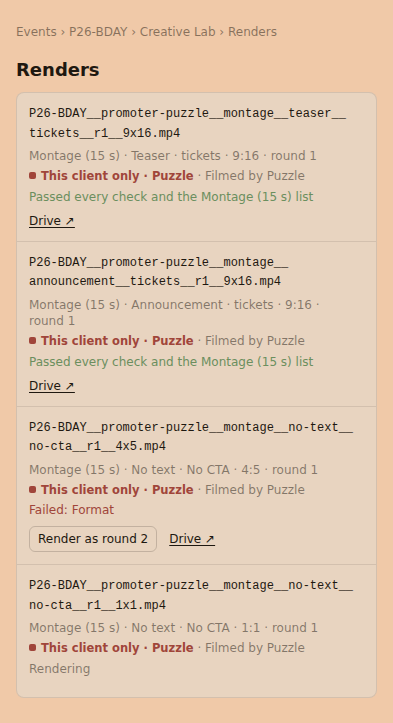 Events › P26-BDAY › Creative Lab › Renders
Renders
P26-BDAY__promoter-puzzle__montage__teaser__
tickets__r1__9x16.mp4
Montage (15 s) · Teaser · tickets · 9:16 · round 1
This client only · Puzzle · Filmed by Puzzle
Passed every check and the Montage (15 s) list
Drive ↗
P26-BDAY__promoter-puzzle__montage__
announcement__tickets__r1__9x16.mp4
Montage (15 s) · Announcement · tickets · 9:16 ·
round 1
This client only · Puzzle · Filmed by Puzzle
Passed every check and the Montage (15 s) list
Drive ↗
P26-BDAY__promoter-puzzle__montage__no-text__
no-cta__r1__4x5.mp4
Montage (15 s) · No text · No CTA · 4:5 · round 1
This client only · Puzzle · Filmed by Puzzle
Failed: Format
Render as round 2 Drive ↗
P26-BDAY__promoter-puzzle__montage__no-text__
no-cta__r1__1x1.mp4
Montage (15 s) · No text · No CTA · 1:1 · round 1
This client only · Puzzle · Filmed by Puzzle
Rendering